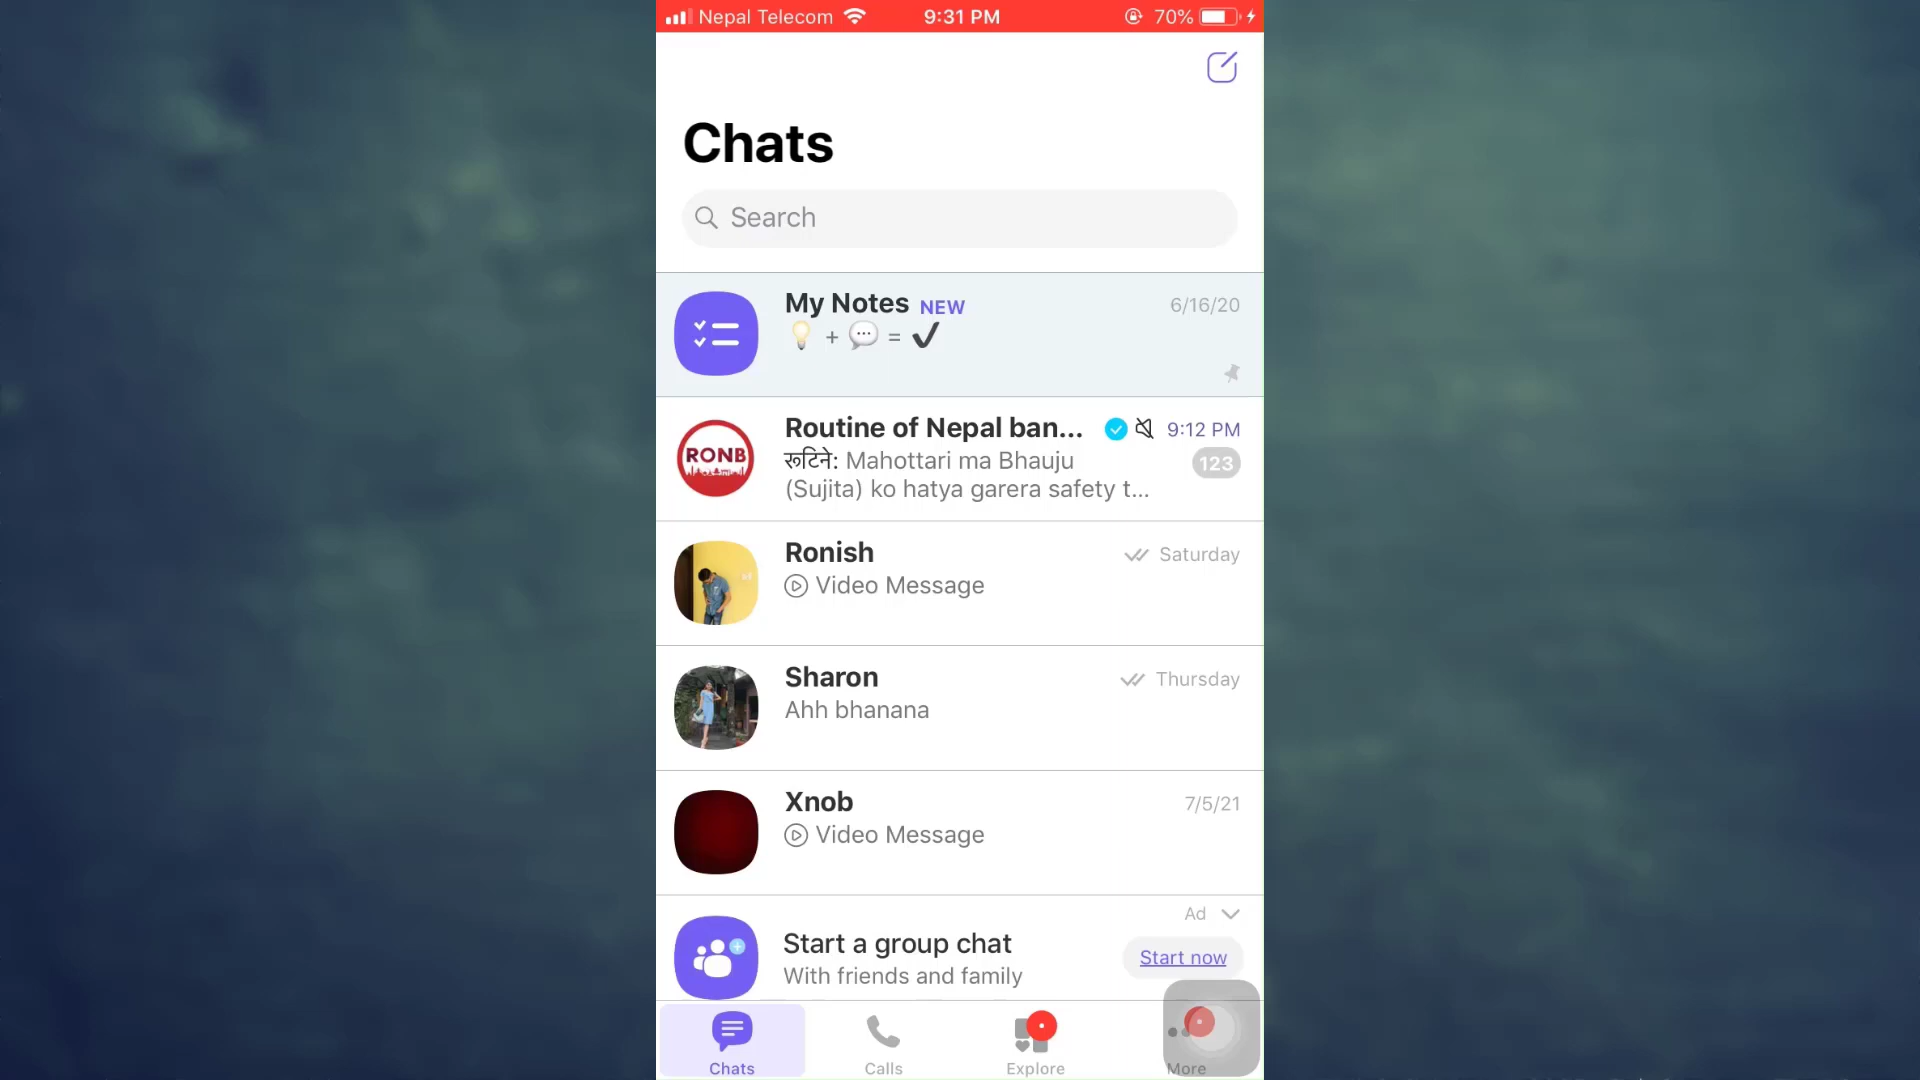 Nepal Telecom 9:31 PM 70%
Chats
Search
My Notes NEW 6/16/20
💡 + 💬 = ✔
Routine of Nepal ban... 9:12 PM
RONB
रूटिने: Mahottari ma Bhauju 123
(Sujita) ko hatya garera safety t...
Ronish Saturday
Video Message
Sharon Thursday
Ahh bhanana
Xnob 7/5/21
Video Message
Ad
Start a group chat
With friends and family
Start now
Chats Calls Explore More